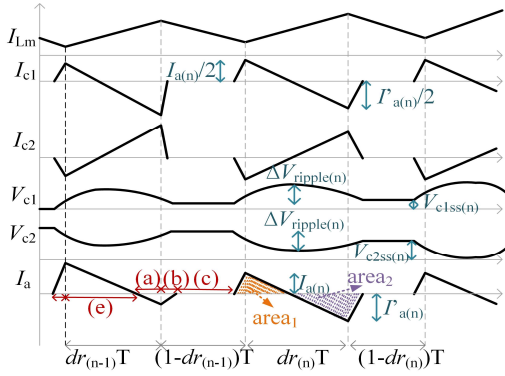 I_Lm
I_c1
I_a(n)/2
I'_a(n)/2
I_c2
ΔV_ripple(n)
V_c1
V_c1ss(n)
V_c2
ΔV_ripple(n)
V_c2ss(n)
I_a
(a) (b) (c)
I_a(n)
area_2
(e)
area_1
I'_a(n)
dr_(n-1)T (1-dr_(n-1))T dr_(n)T (1-dr_(n))T